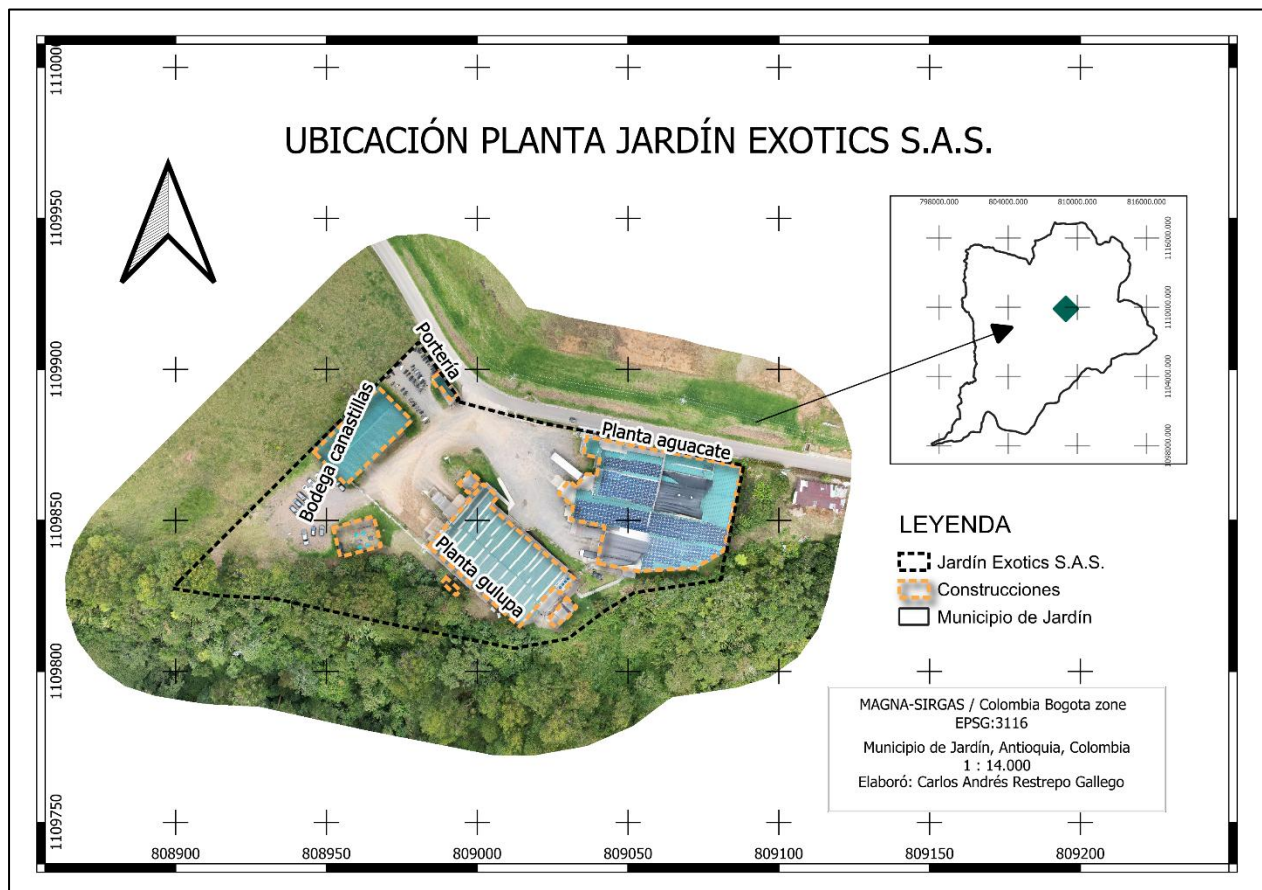 UBICACIÓN PLANTA JARDÍN EXOTICS S.A.S.
1110000
1109950
1109900
1109850
1109800
1109750
808900
808950
809000
809050
809100
809150
809200
Portería
Bodega canastillas
Planta aguacate
Planta gulupa
798000.000
804000.000
810000.000
816000.000
1116000.000
1110000.000
1104000.000
1098000.000
LEYENDA
Jardín Exotics S.A.S.
Construcciones
Municipio de Jardín
MAGNA-SIRGAS / Colombia Bogota zone
EPSG:3116
Municipio de Jardín, Antioquia, Colombia
1 : 14.000
Elaboró: Carlos Andrés Restrepo Gallego